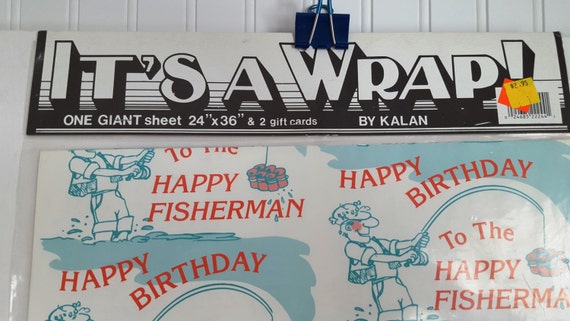 IT'S A WRAP!
ONE GIANT sheet 24"x36" & 2 gift cards BY KALAN
To The
HAPPY
FISHERMAN
HAPPY BIRTHDAY
To The
HAPPY
FISHERMAN
HAPPY BIRTHDAY